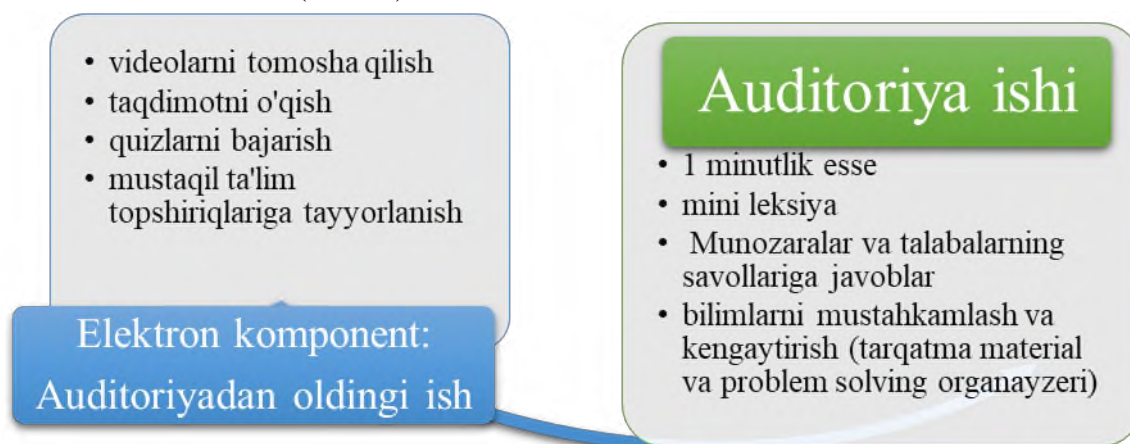 • videolarni tomosha qilish
• taqdimotni o'qish
• quizlarni bajarish
• mustaqil ta'lim
topshiriqlariga tayyorlanish
Elektron komponent:
Auditoriyadan oldingi ish
Auditoriya ishi
• 1 minutlik esse
• mini leksiya
• Munozaralar va talabalarning
savollariga javoblar
• bilimlarni mustahkamlash va
kengaytirish (tarqatma material
va problem solving organayzeri)